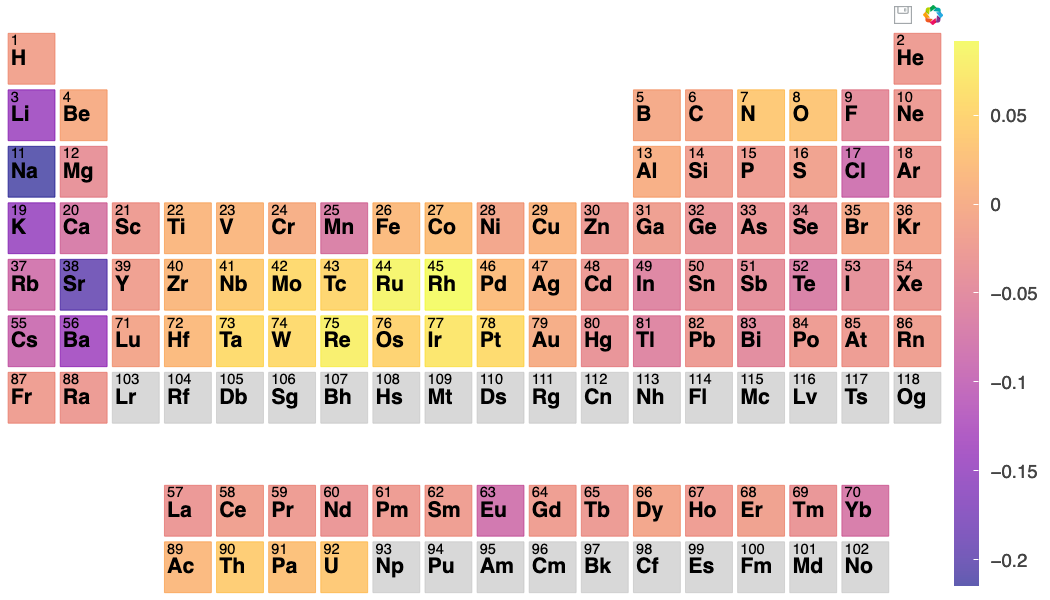 1 2
H He
3 4 5 6 7 8 9 10
Li Be B C N O F Ne
11 12 13 14 15 16 17 18
Na Mg Al Si P S Cl Ar
19 20 21 22 23 24 25 26 27 28 29 30 31 32 33 34 35 36
K Ca Sc Ti V Cr Mn Fe Co Ni Cu Zn Ga Ge As Se Br Kr
37 38 39 40 41 42 43 44 45 46 47 48 49 50 51 52 53 54
Rb Sr Y Zr Nb Mo Tc Ru Rh Pd Ag Cd In Sn Sb Te I Xe
55 56 71 72 73 74 75 76 77 78 79 80 81 82 83 84 85 86
Cs Ba Lu Hf Ta W Re Os Ir Pt Au Hg Tl Pb Bi Po At Rn
87 88 103 104 105 106 107 108 109 110 111 112 113 114 115 116 117 118
Fr Ra Lr Rf Db Sg Bh Hs Mt Ds Rg Cn Nh Fl Mc Lv Ts Og
57 58 59 60 61 62 63 64 65 66 67 68 69 70
La Ce Pr Nd Pm Sm Eu Gd Tb Dy Ho Er Tm Yb
89 90 91 92 93 94 95 96 97 98 99 100 101 102
Ac Th Pa U Np Pu Am Cm Bk Cf Es Fm Md No
0.05
0
−0.05
−0.1
−0.15
−0.2